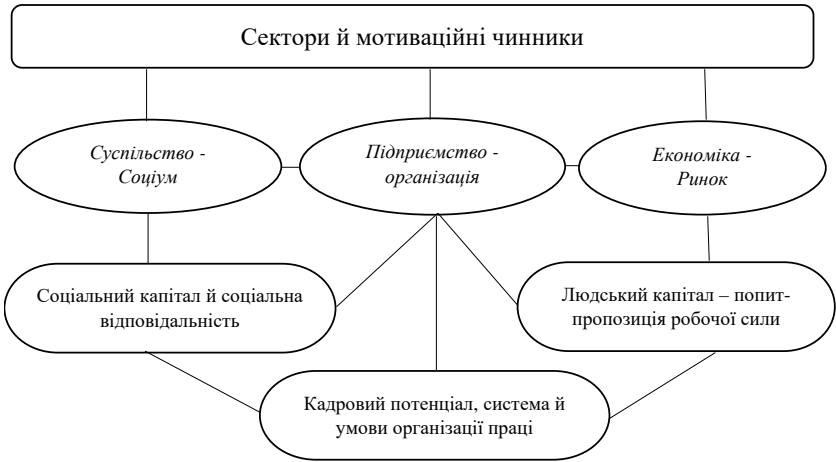 Сектори й мотиваційні чинники
Суспільство -
Соціум
Підприємство -
організація
Економіка -
Ринок
Соціальний капітал й соціальна
відповідальність
Людський капітал – попит-
пропозиція робочої сили
Кадровий потенціал, система й
умови організації праці